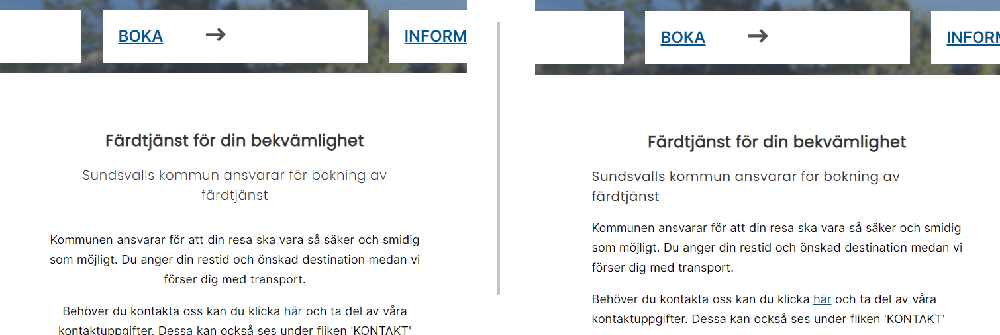 BOKA →
INFORM
Färdtjänst för din bekvämlighet
Sundsvalls kommun ansvarar för bokning av
färdtjänst
Kommunen ansvarar för att din resa ska vara så säker och smidig
som möjligt. Du anger din restid och önskad destination medan vi
förser dig med transport.
Behöver du kontakta oss kan du klicka här och ta del av våra
kontaktuppgifter. Dessa kan också ses under fliken 'KONTAKT'
BOKA →
INFORM
Färdtjänst för din bekvämlighet
Sundsvalls kommun ansvarar för bokning av
färdtjänst
Kommunen ansvarar för att din resa ska vara så säker och smidig
som möjligt. Du anger din restid och önskad destination medan vi
förser dig med transport.
Behöver du kontakta oss kan du klicka här och ta del av våra
kontaktuppgifter. Dessa kan också ses under fliken 'KONTAKT'